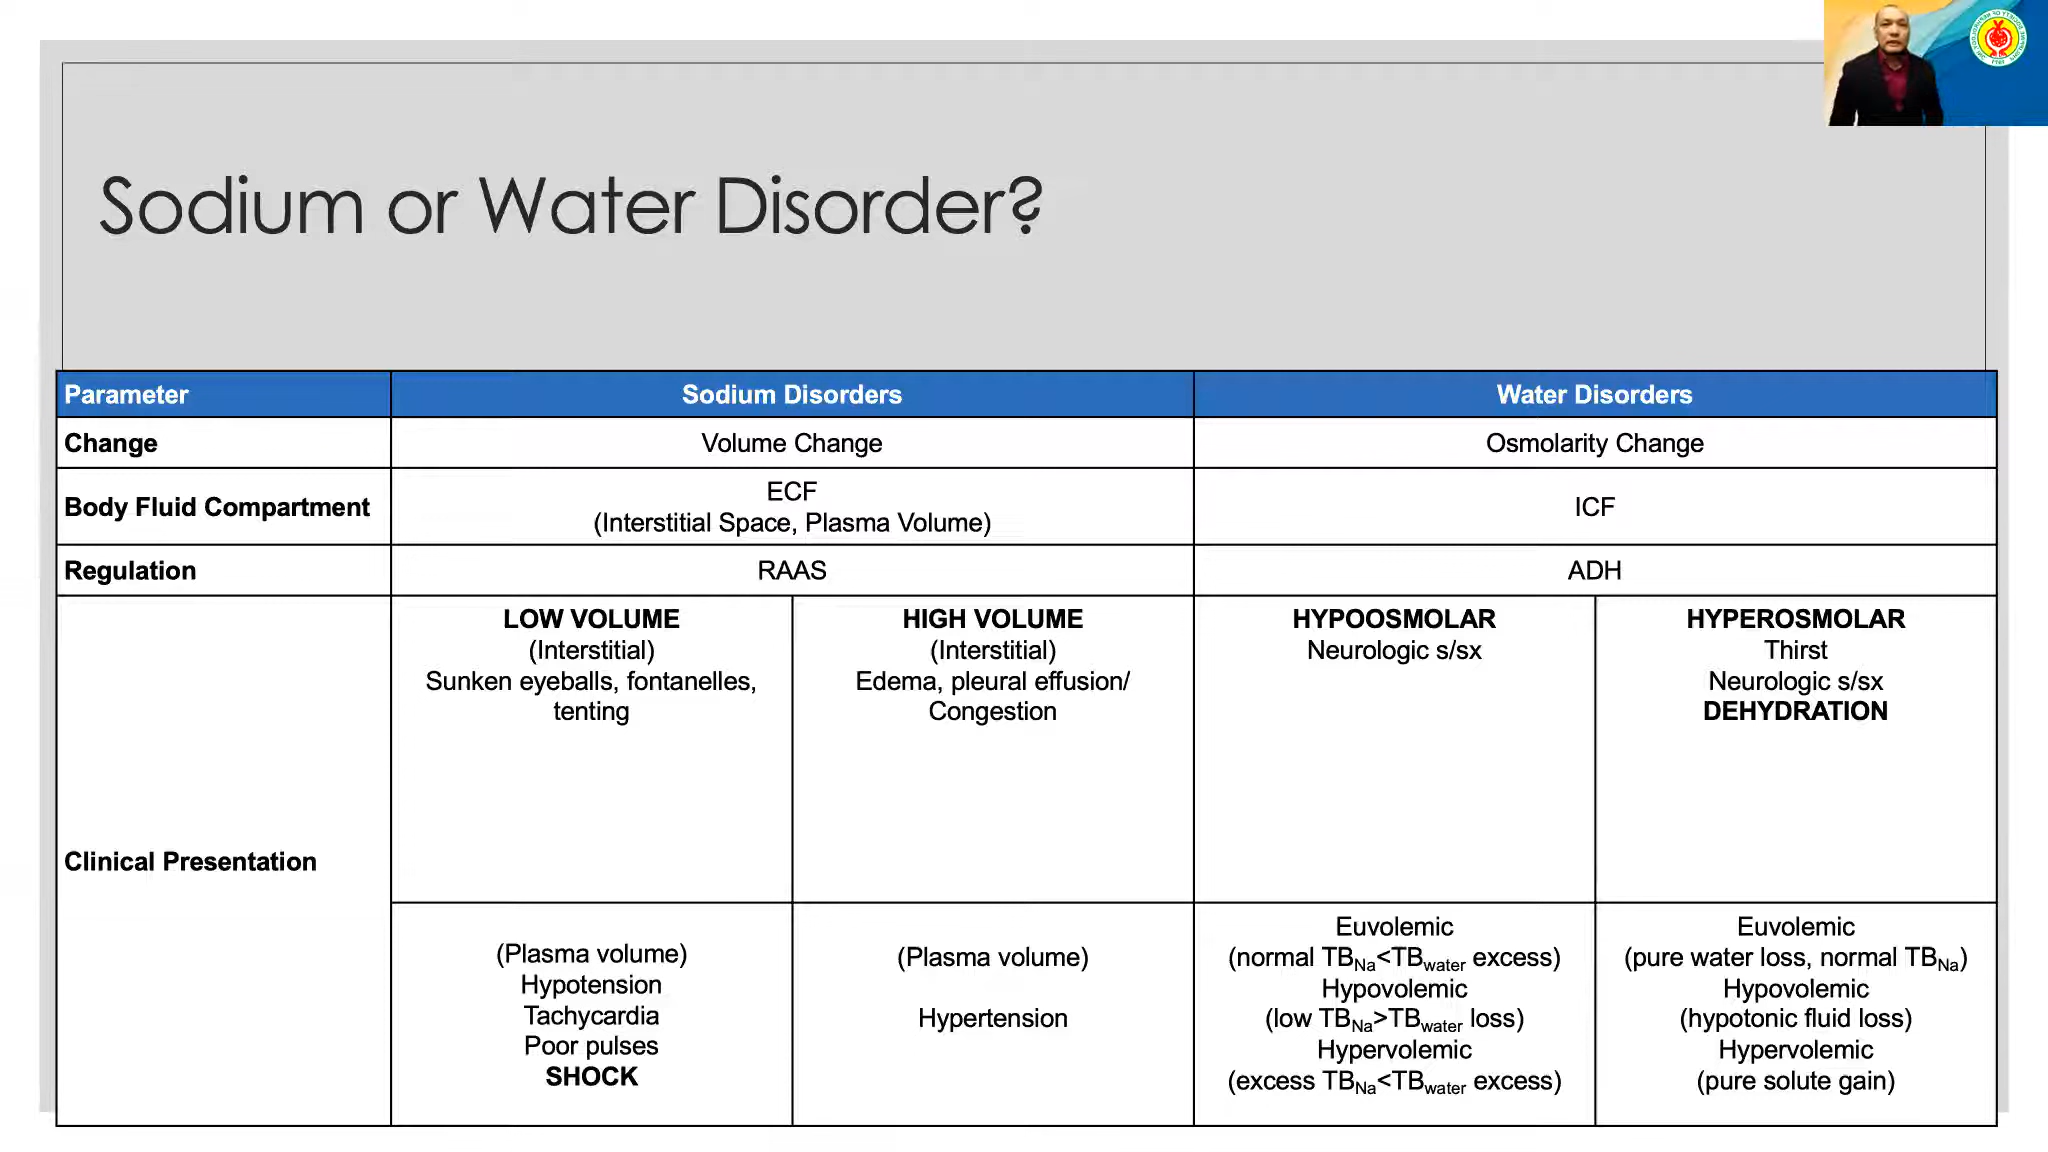 Sodium or Water Disorder?
Parameter
Sodium Disorders
Water Disorders
Change
Volume Change
Osmolarity Change
Body Fluid Compartment
ECF
(Interstitial Space, Plasma Volume)
ICF
Regulation
RAAS
ADH
Clinical Presentation
LOW VOLUME
(Interstitial)
Sunken eyeballs, fontanelles,
tenting
HIGH VOLUME
(Interstitial)
Edema, pleural effusion/
Congestion
HYPOOSMOLAR
Neurologic s/sx
HYPEROSMOLAR
Thirst
Neurologic s/sx
DEHYDRATION
(Plasma volume)
Hypotension
Tachycardia
Poor pulses
SHOCK
(Plasma volume)
Hypertension
Euvolemic
(normal TBNa<TBwater excess)
Hypovolemic
(low TBNa>TBwater loss)
Hypervolemic
(excess TBNa<TBwater excess)
Euvolemic
(pure water loss, normal TBNa)
Hypovolemic
(hypotonic fluid loss)
Hypervolemic
(pure solute gain)